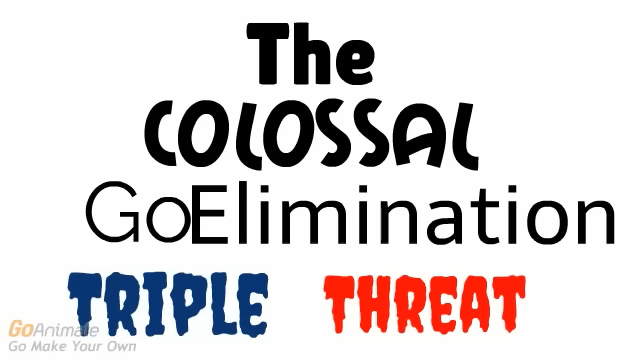 The
COLOSSAL
GoElimination
TRIPLE THREAT
GoAnimate
Go Make Your Own